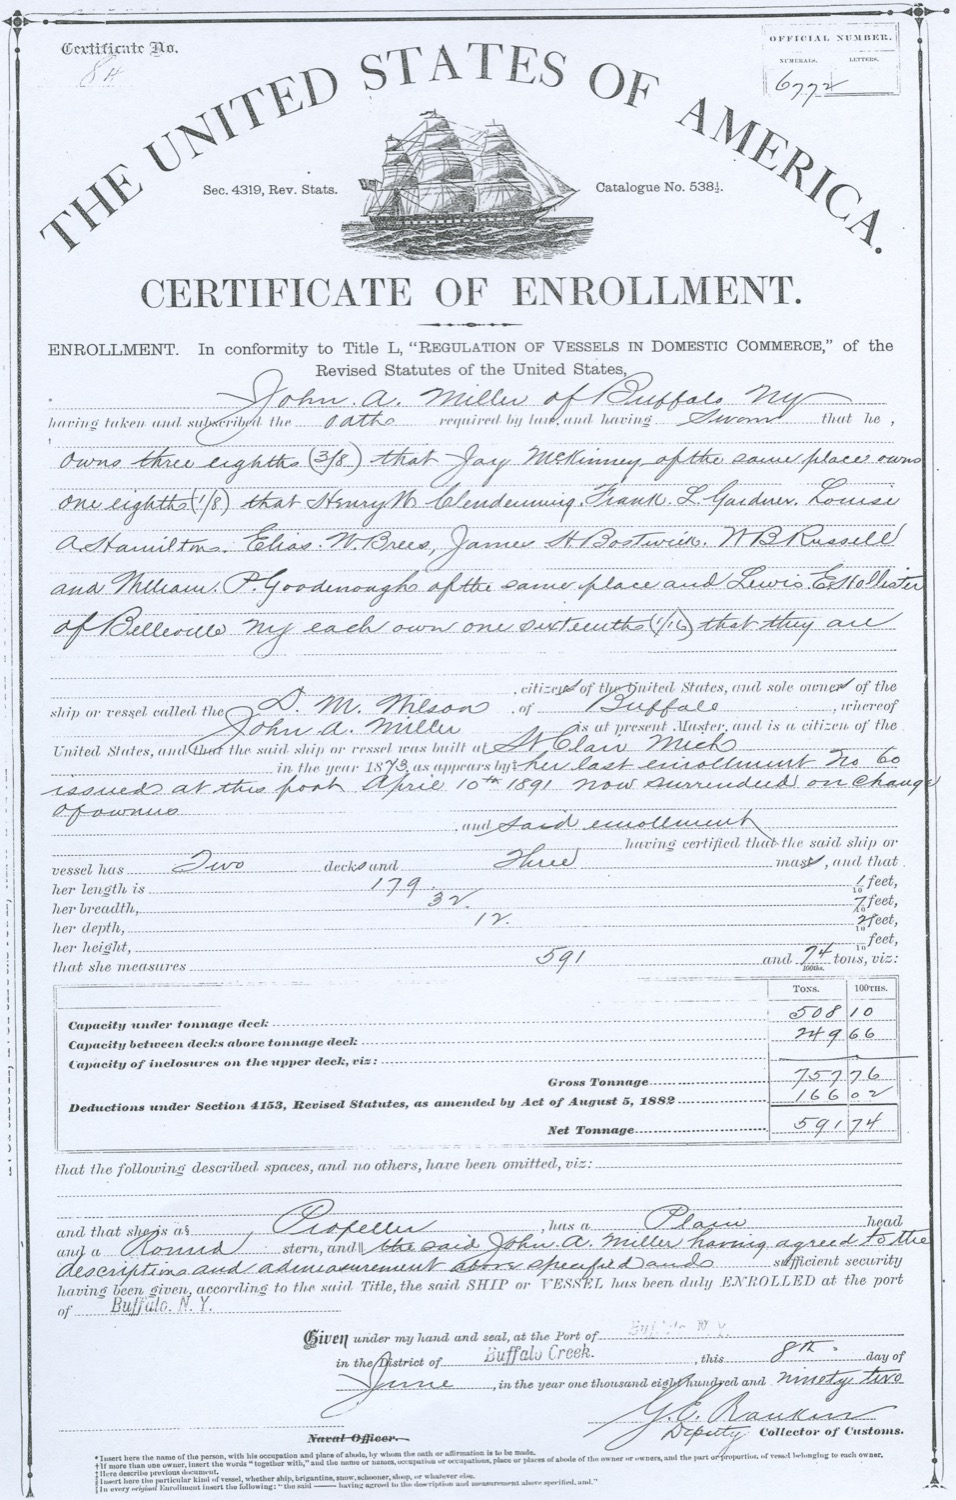 Certificate No.
84
OFFICIAL NUMBER.
NUMERALS. LETTERS.
6772
THE UNITED STATES OF AMERICA.
Sec. 4319, Rev. Stats.
Catalogue No. 538½.
CERTIFICATE OF ENROLLMENT.
ENROLLMENT. In conformity to Title L, “REGULATION OF VESSELS IN DOMESTIC COMMERCE,” of the
Revised Statutes of the United States,
* John A. Miller of Buffalo NY
having taken and subscribed the oath required by law, and having Sworn that he ,
†
owns three eighths (3/8) that Jay McKinney of the same place owns
one eighth (1/8) that Henry W Clendenning. Frank L Gardner. Louise
A Hamilton. Elias. W. Brees, James H Bostwick. W B Russell
and William. P. Goodenough of the same place and Lewis. E. Hollister
of Belleville NY each own one sixteenths (1/16) that they are
citizens of the United States, and sole owners of the
ship or vessel called the D. M. Wilson , of Buffalo , whereof
John A. Miller is at present Master, and is a citizen of the
United States, and that the said ship or vessel was built at St. Clair Mich
in the year 1873, as appears by‡ her last enrollment No 60
issued at this port April 10th 1891 now surrendered on change
of owners
, and said enrollment having certified that the said ship or
vessel has Two decks and Three masts, and that
her length is 179 1/10 feet,
her breadth, 32 7/10 feet,
her depth, 12 2/10 feet,
her height, /10 feet,
that she measures 591 and 74/100ths. tons, viz:
TONS. 100THS.
Capacity under tonnage deck 508 10
Capacity between decks above tonnage deck 249 66
Capacity of inclosures on the upper deck, viz:
Gross Tonnage 757 76
Deductions under Section 4153, Revised Statutes, as amended by Act of August 5, 1882 166 02
Net Tonnage 591 74
that the following described spaces, and no others, have been omitted, viz:
and that she is a§ Propeller , has a Plain head
and a Round stern, and‖ the said John A. Miller having agreed to the
description and admeasurement above specified and sufficient security
having been given, according to the said Title, the said SHIP or VESSEL has been duly ENROLLED at the port
of Buffalo, N. Y.
Given under my hand and seal, at the Port of Buffalo N. Y.
in the District of Buffalo Creek. , this 8th day of
June , in the year one thousand eight hundred and ninety two
G. E. Rankin
Naval Officer. Deputy Collector of Customs.
* Insert here the name of the person, with his occupation and place of abode, by whom the oath or affirmation is to be made.
† If more than one owner, insert the words “together with,” and the name or names, occupation or occupations, place or places of abode of the owner or owners, and the part or proportion of vessel belonging to each owner.
‡ Here describe previous document.
§ Insert here the particular kind of vessel, whether ship, brigantine, snow, schooner, sloop, or whatever else.
‖ In every original Enrollment insert the following: “the said —— having agreed to the description and measurement above specified, and.”